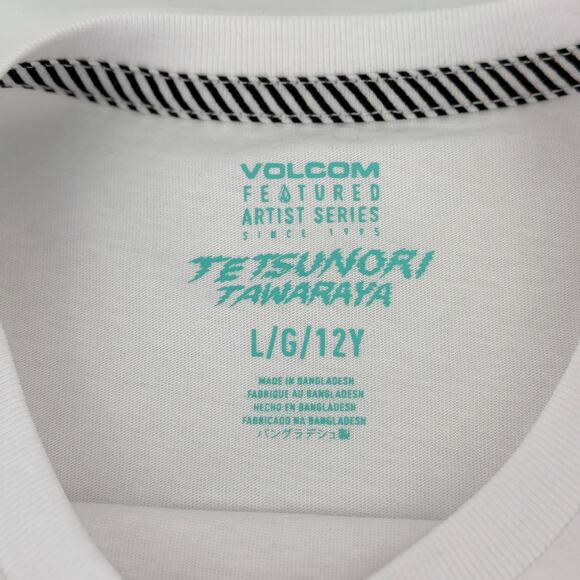 VOLCOM
FEATURED
ARTIST SERIES
SINCE 1995
TETSUNORI
TAWARAYA
L/G/12Y
MADE IN BANGLADESH
FABRIQUE AU BANGLADESH
HECHO EN BANGLADESH
FABRICADO NA BANGLADESH
バングラデシュ製